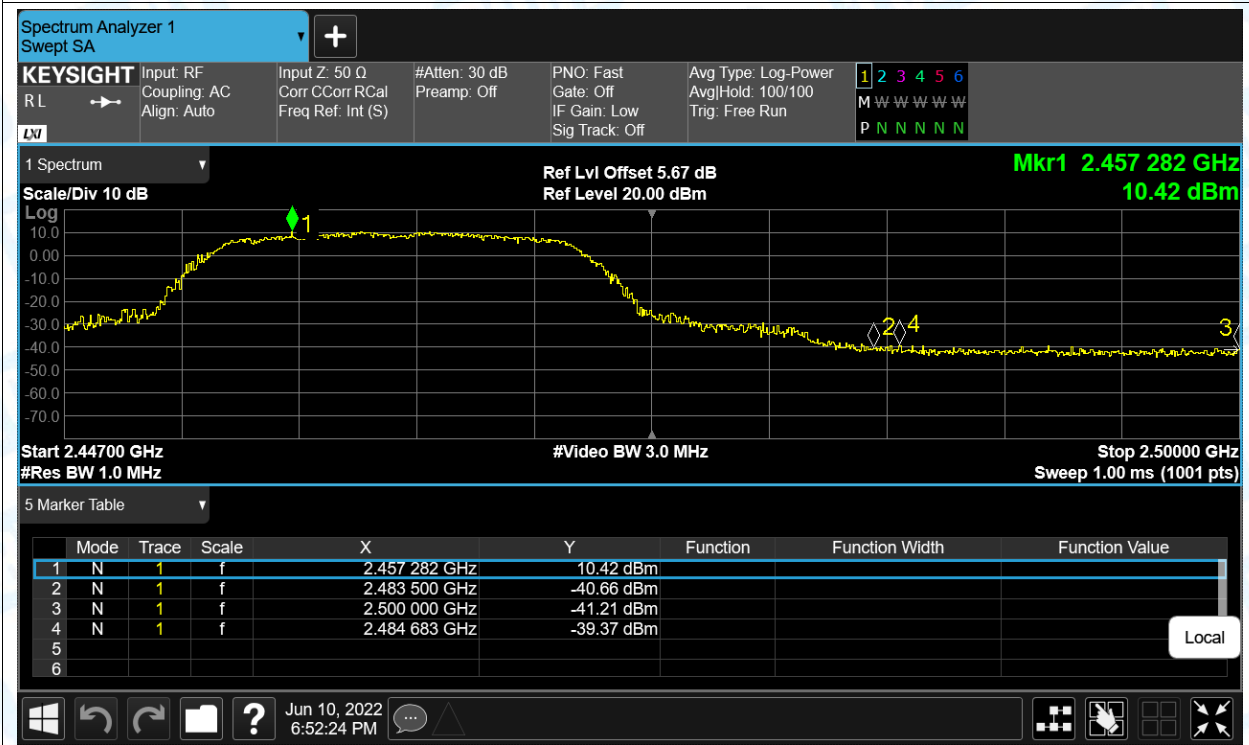 Spectrum Analyzer 1
Swept SA
KEYSIGHT
R L
LXI
Input: RF
Coupling: AC
Align: Auto
Input Z: 50 Ω
Corr CCorr RCal
Freq Ref: Int (S)
#Atten: 30 dB
Preamp: Off
PNO: Fast
Gate: Off
IF Gain: Low
Sig Track: Off
Avg Type: Log-Power
Avg|Hold: 100/100
Trig: Free Run
1 2 3 4 5 6
M W W W W W
P N N N N N
1 Spectrum
Scale/Div 10 dB
Ref Lvl Offset 5.67 dB
Ref Level 20.00 dBm
Mkr1 2.457 282 GHz
10.42 dBm
Log
10.0
0.00
-10.0
-20.0
-30.0
-40.0
-50.0
-60.0
-70.0
1
2
4
3
Start 2.44700 GHz
#Res BW 1.0 MHz
#Video BW 3.0 MHz
Stop 2.50000 GHz
Sweep 1.00 ms (1001 pts)
5 Marker Table
Mode Trace Scale X Y Function Function Width Function Value
1 N 1 f 2.457 282 GHz 10.42 dBm
2 N 1 f 2.483 500 GHz -40.66 dBm
3 N 1 f 2.500 000 GHz -41.21 dBm
4 N 1 f 2.484 683 GHz -39.37 dBm
5
6
Local
?
Jun 10, 2022
6:52:24 PM